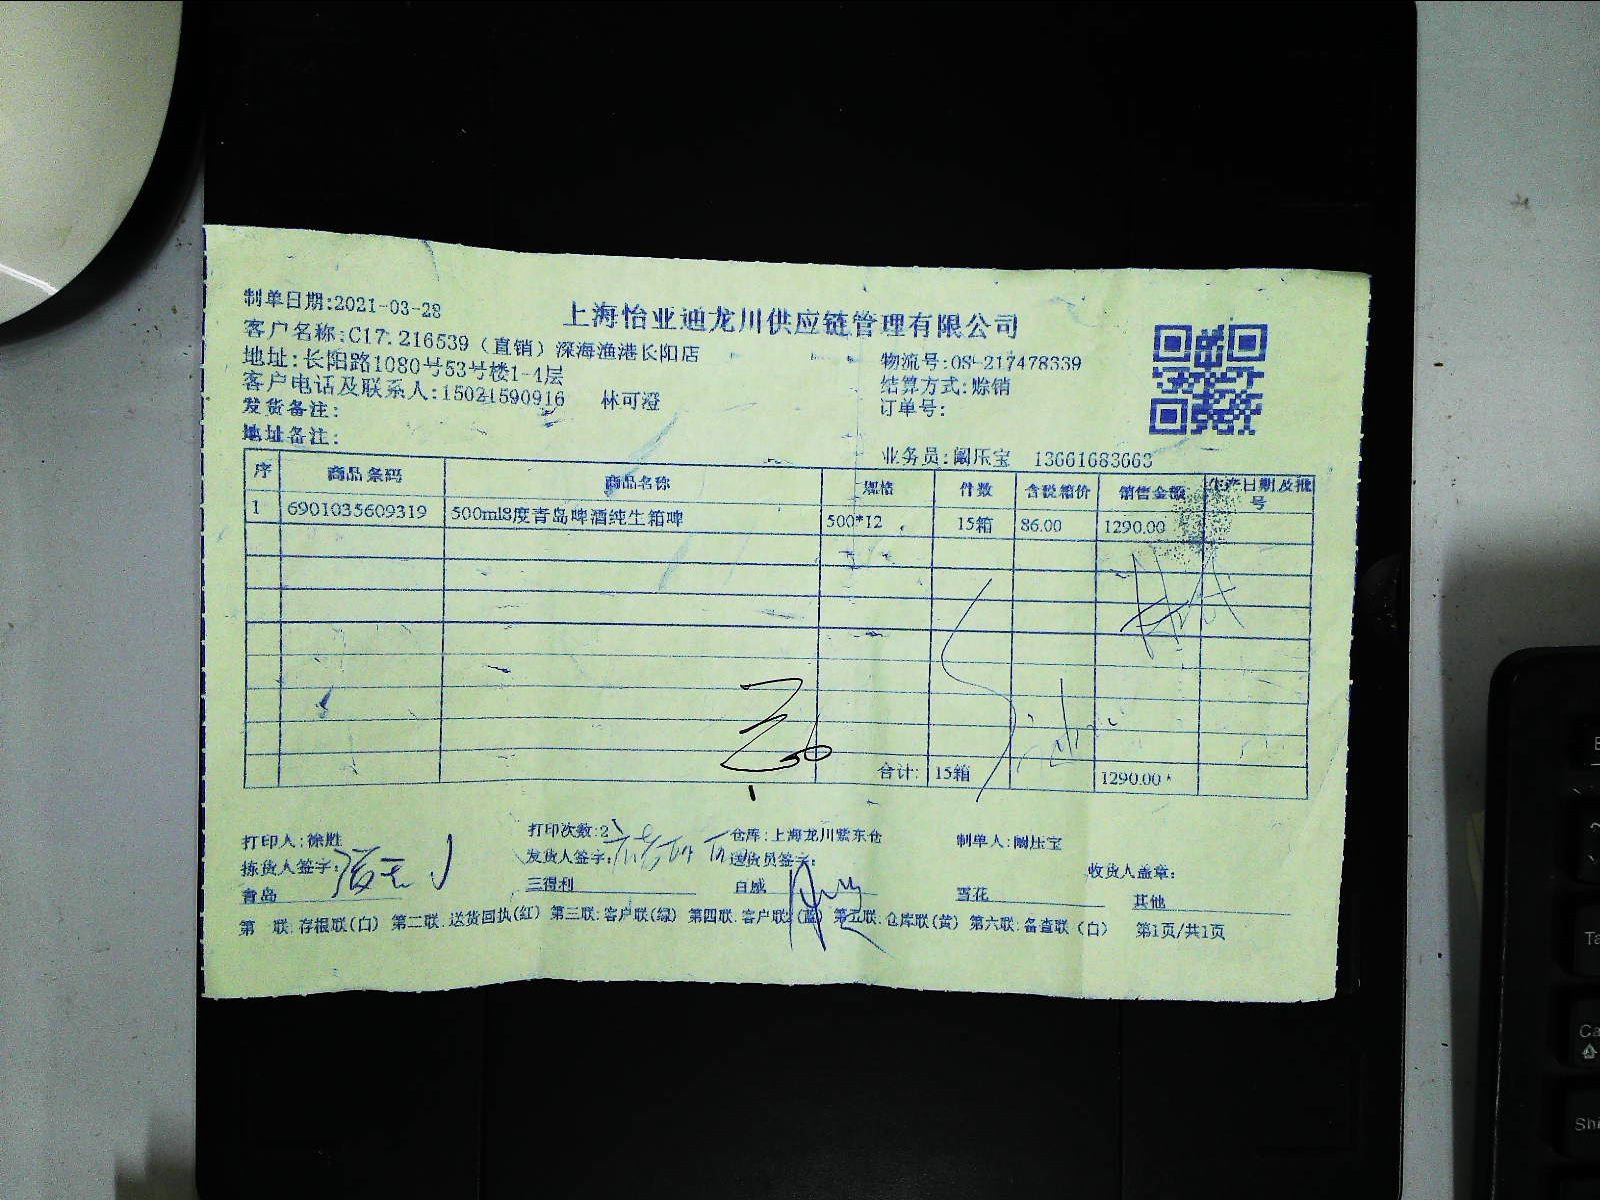 制单日期:2021-03-28
上海怡亚通龙川供应链管理有限公司
客户名称:C17. 216539（直销）深海渔港长阳店
物流号:08-217478339
地址:长阳路1080号53号楼1-4层
结算方式:赊销
客户电话及联系人:15021590916 林可澄
订单号:
发货备注:
地址备注:
业务员:阚压宝 13661683663
序 商品条码 商品名称 规格 件数 含税箱价 销售金额 生产日期及批号
1 6901035609319 500ml8度青岛啤酒纯生箱啤 500*12 15箱 86.00 1290.00
合计: 15箱 1290.00
打印人:徐胜 打印次数:2 仓库:上海龙川紫东仓 制单人:阚压宝
拣货人签字: 发货人签字: 送货员签字: 收货人盖章:
青岛 三得利 白威 雪花 其他
第 联:存根联(白) 第二联.送货回执(红) 第三联:客户联(绿) 第四联.客户联:(蓝) 第五联:仓库联(黄) 第六联:备查联（白） 第1页/共1页
Ta
Ca
Sh